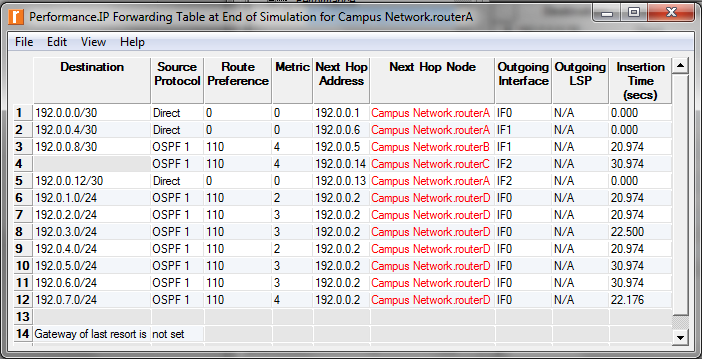 Performance.IP Forwarding Table at End of Simulation for Campus Network.routerA
File Edit View Help
Destination Source Protocol Route Preference Metric Next Hop Address Next Hop Node Outgoing Interface Outgoing LSP Insertion Time (secs)
1 192.0.0.0/30 Direct 0 0 192.0.0.1 Campus Network.routerA IF0 N/A 0.000
2 192.0.0.4/30 Direct 0 0 192.0.0.6 Campus Network.routerA IF1 N/A 0.000
3 192.0.0.8/30 OSPF 1 110 4 192.0.0.5 Campus Network.routerB IF1 N/A 20.974
4 OSPF 1 110 4 192.0.0.14 Campus Network.routerC IF2 N/A 30.974
5 192.0.0.12/30 Direct 0 0 192.0.0.13 Campus Network.routerA IF2 N/A 0.000
6 192.0.1.0/24 OSPF 1 110 2 192.0.0.2 Campus Network.routerD IF0 N/A 20.974
7 192.0.2.0/24 OSPF 1 110 3 192.0.0.2 Campus Network.routerD IF0 N/A 20.974
8 192.0.3.0/24 OSPF 1 110 3 192.0.0.2 Campus Network.routerD IF0 N/A 22.500
9 192.0.4.0/24 OSPF 1 110 2 192.0.0.2 Campus Network.routerD IF0 N/A 20.974
10 192.0.5.0/24 OSPF 1 110 3 192.0.0.2 Campus Network.routerD IF0 N/A 30.974
11 192.0.6.0/24 OSPF 1 110 3 192.0.0.2 Campus Network.routerD IF0 N/A 30.974
12 192.0.7.0/24 OSPF 1 110 4 192.0.0.2 Campus Network.routerD IF0 N/A 22.176
13
14 Gateway of last resort is not set